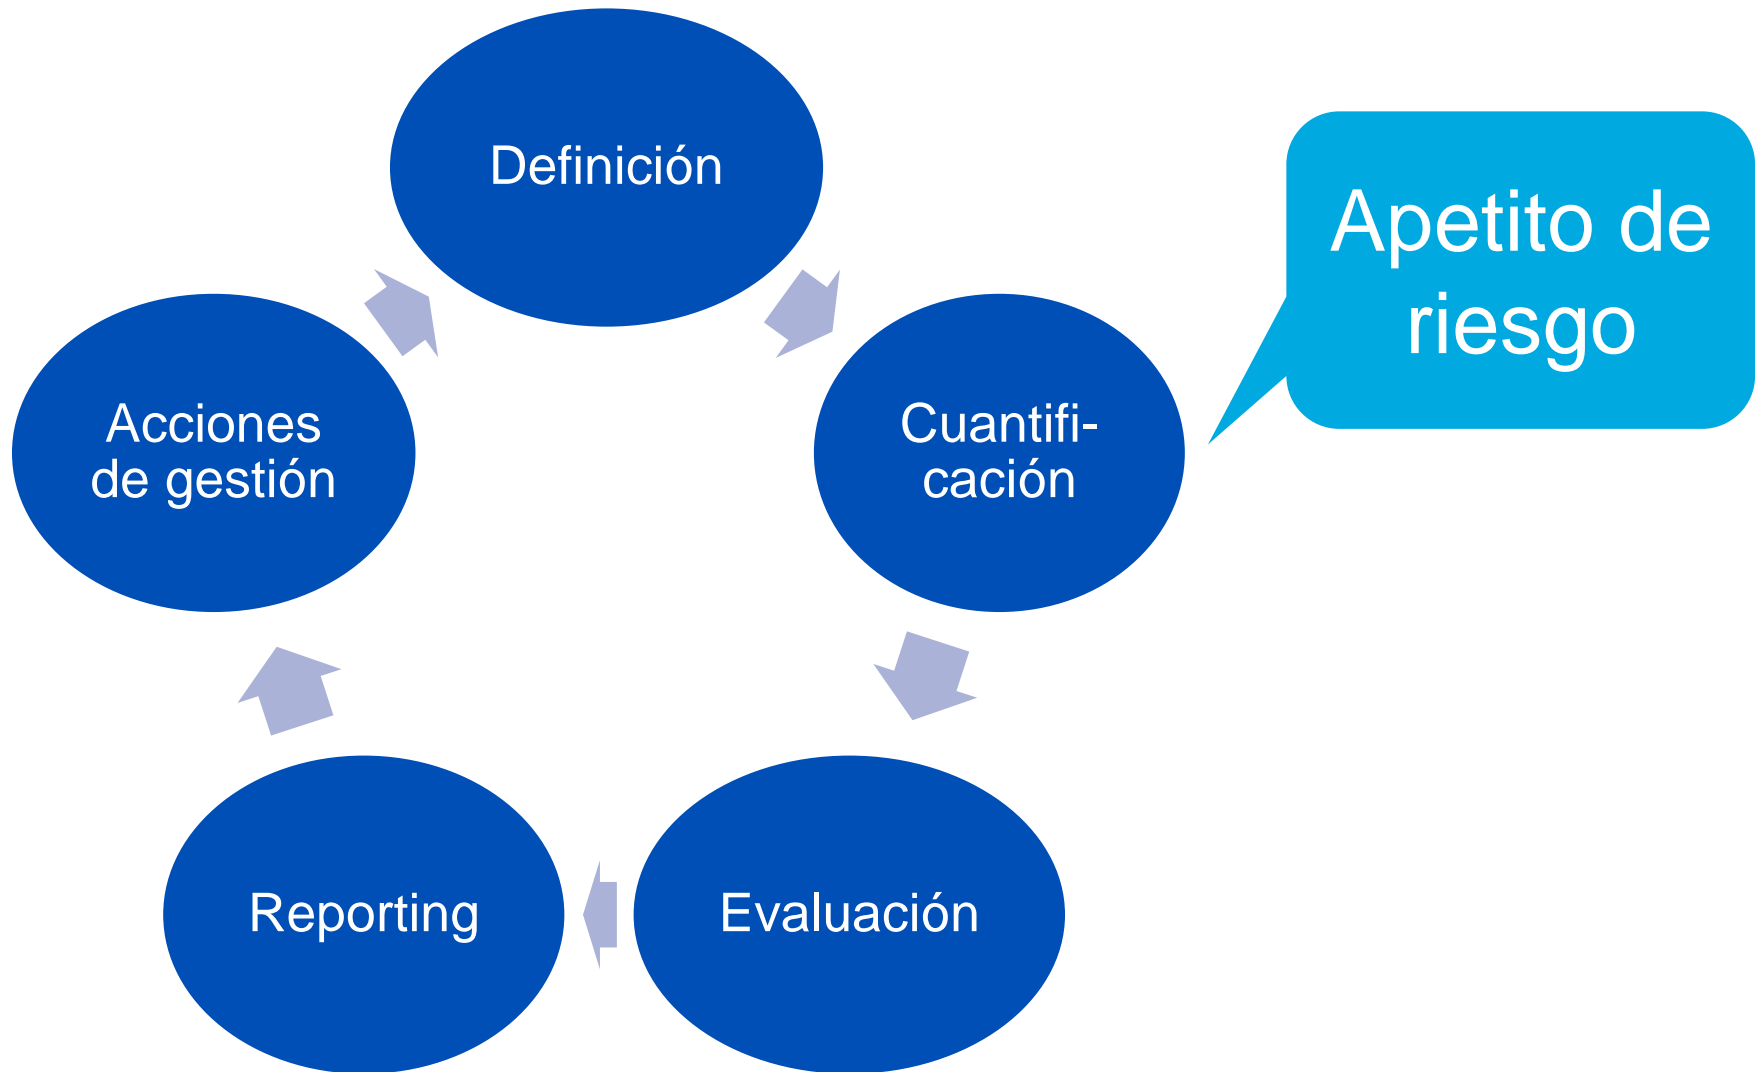 Definición
Apetito de
riesgo
Cuantifi-
cación
Evaluación
Reporting
Acciones
de gestión